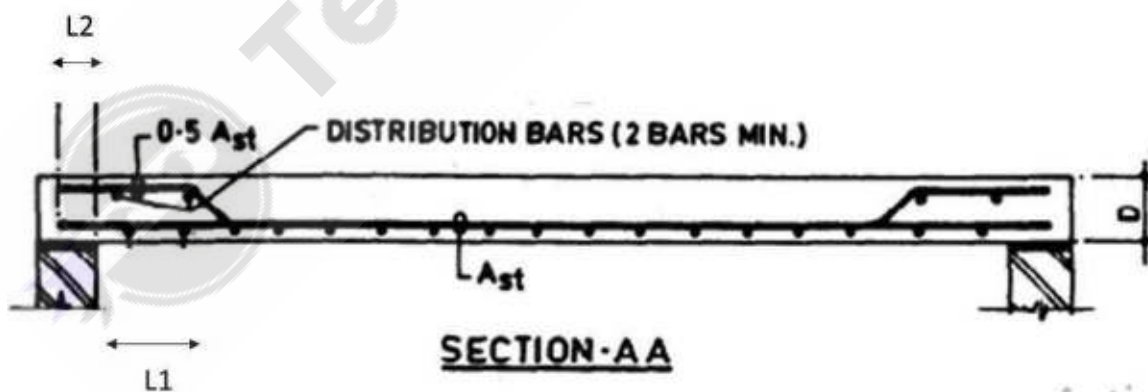 L2
0.5 Ast
DISTRIBUTION BARS (2 BARS MIN.)
D
Ast
SECTION-AA
L1